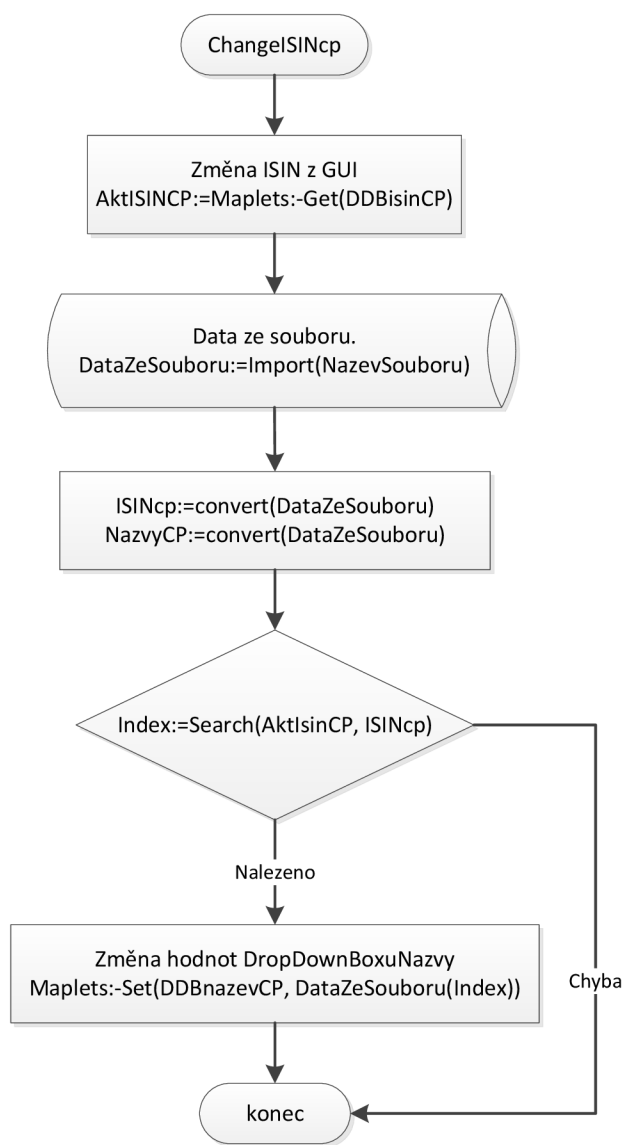 ChangeISINcp
Změna ISIN z GUI
AktISINCP:=Maplets:-Get(DDBisinCP)
Data ze souboru.
DataZeSouboru:=Import(NazevSouboru)
ISINcp:=convert(DataZeSouboru)
NazvyCP:=convert(DataZeSouboru)
Index:=Search(AktIsinCP, ISINcp)
Nalezeno
Změna hodnot DropDownBoxuNazvy
Maplets:-Set(DDBnazevCP, DataZeSouboru(Index))
Chyba
konec